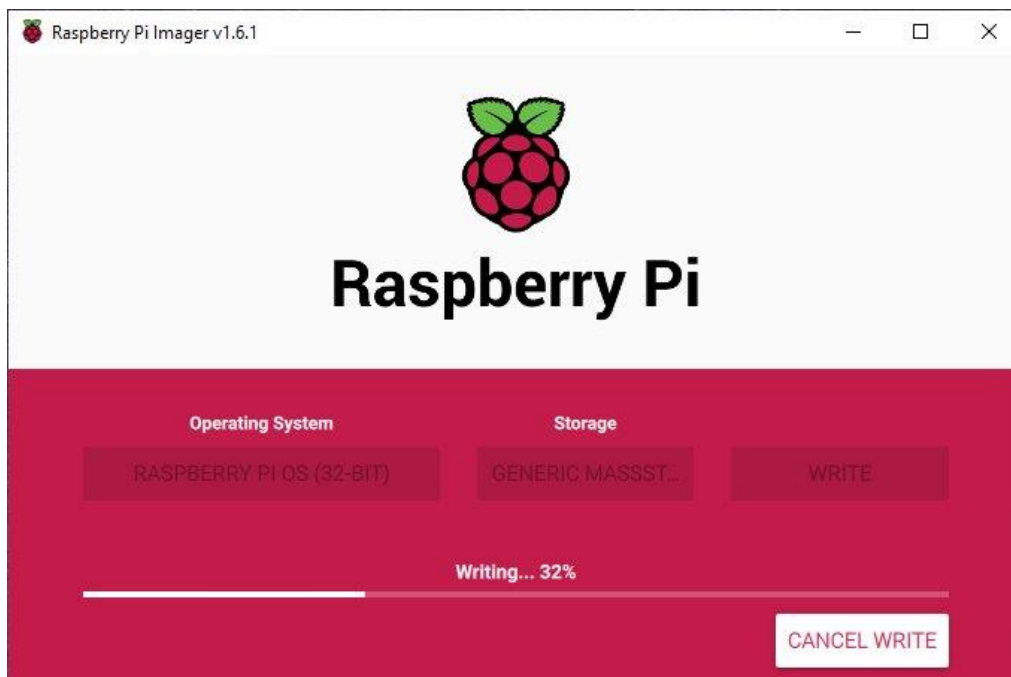 Raspberry Pi Imager v1.6.1
Raspberry Pi
Operating System
Storage
RASPBERRY PI OS (32-BIT)
GENERIC MASSST...
WRITE
Writing... 32%
CANCEL WRITE